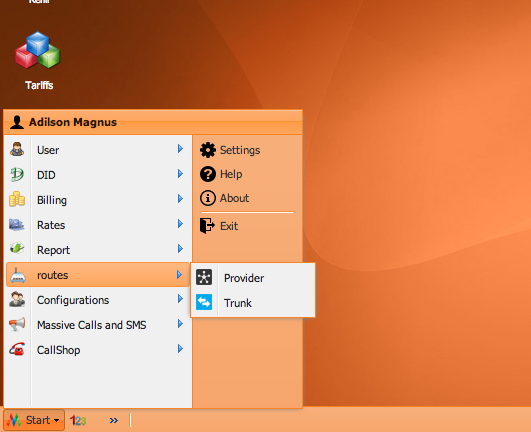 Refill
Tariffs
Adilson Magnus
User
DID
Billing
Rates
Report
routes
Configurations
Massive Calls and SMS
CallShop
Settings
Help
About
Exit
Provider
Trunk
Start
123
»